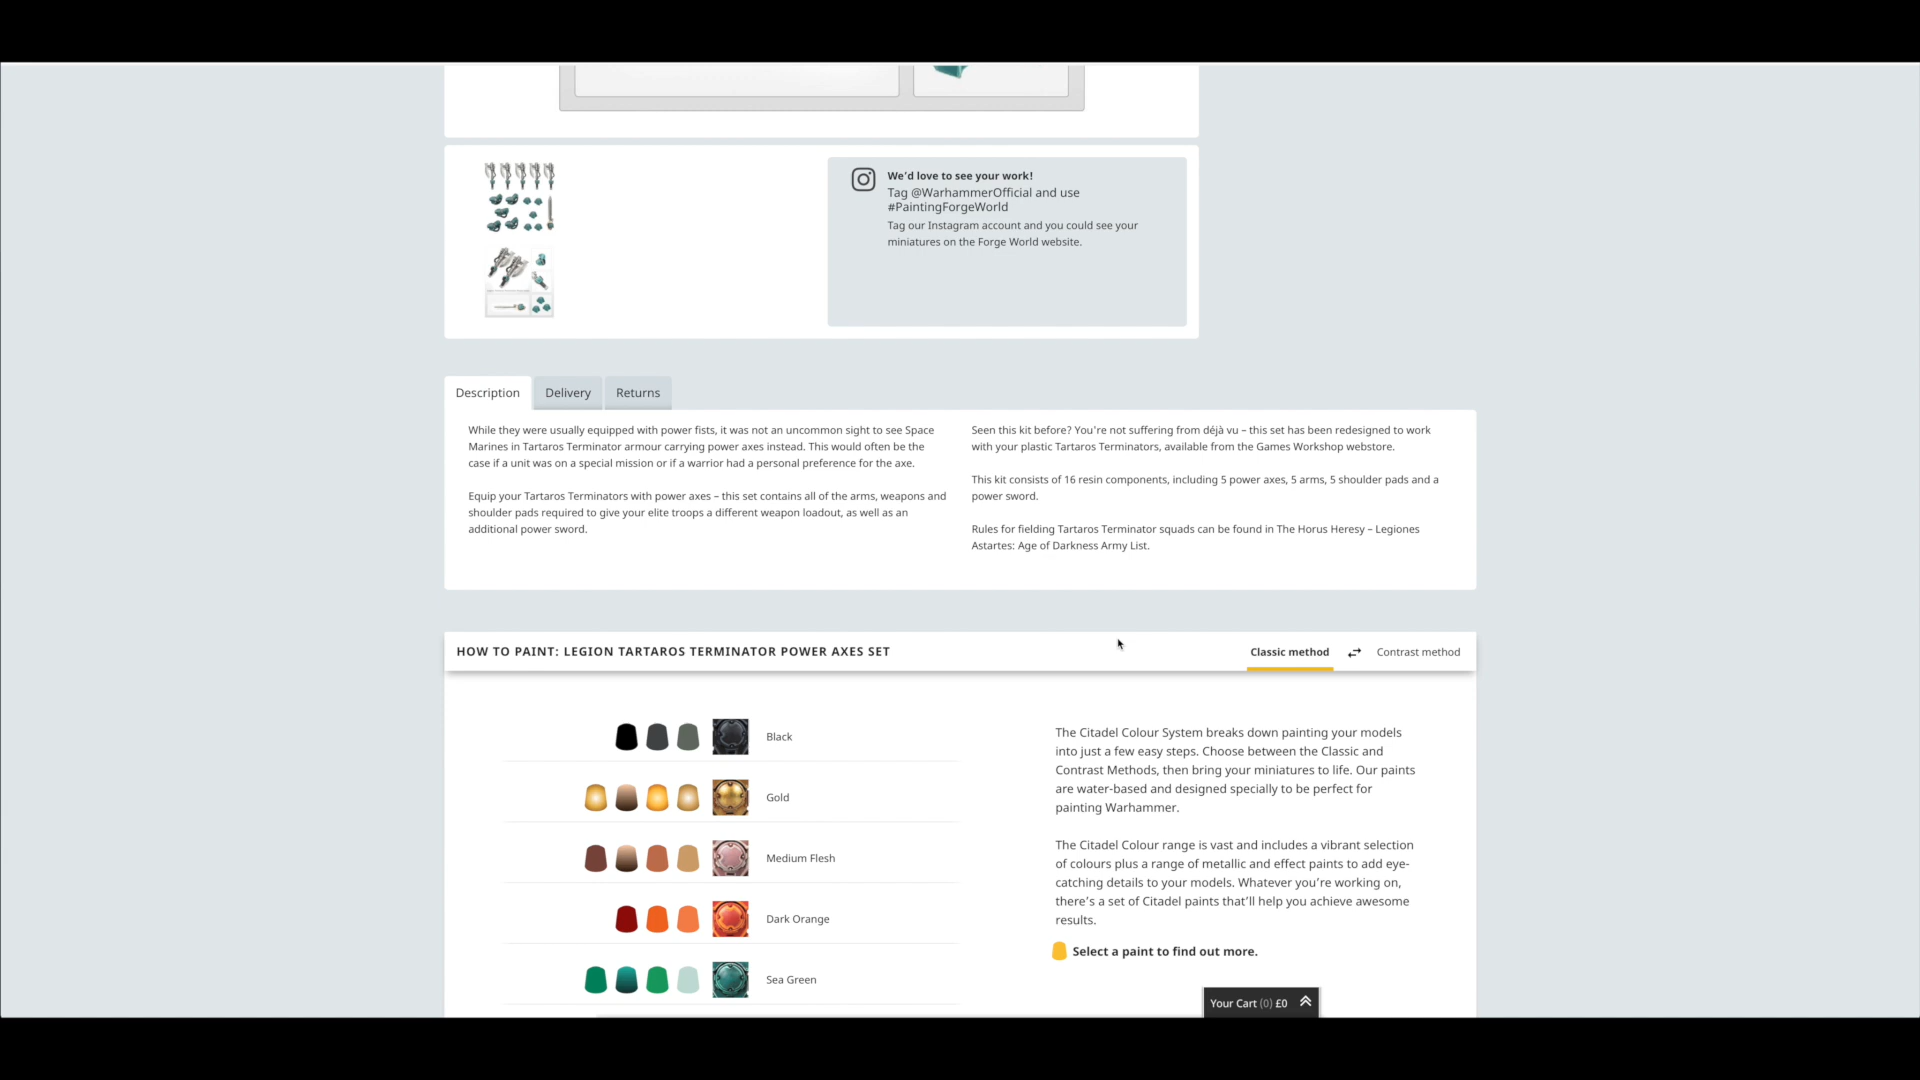 We'd love to see your work!
Tag @WarhammerOfficial and use
#PaintingForgeWorld
Tag our Instagram account and you could see your
miniatures on the Forge World website.
Description
Delivery
Returns
While they were usually equipped with power fists, it was not an uncommon sight to see Space
Marines in Tartaros Terminator armour carrying power axes instead. This would often be the
case if a unit was on a special mission or if a warrior had a personal preference for the axe.
Equip your Tartaros Terminators with power axes – this set contains all of the arms, weapons and
shoulder pads required to give your elite troops a different weapon loadout, as well as an
additional power sword.
Seen this kit before? You're not suffering from déjà vu – this set has been redesigned to work
with your plastic Tartaros Terminators, available from the Games Workshop webstore.
This kit consists of 16 resin components, including 5 power axes, 5 arms, 5 shoulder pads and a
power sword.
Rules for fielding Tartaros Terminator squads can be found in The Horus Heresy – Legiones
Astartes: Age of Darkness Army List.
HOW TO PAINT: LEGION TARTAROS TERMINATOR POWER AXES SET
Classic method
Contrast method
Black
Gold
Medium Flesh
Dark Orange
Sea Green
The Citadel Colour System breaks down painting your models
into just a few easy steps. Choose between the Classic and
Contrast Methods, then bring your miniatures to life. Our paints
are water-based and designed specially to be perfect for
painting Warhammer.
The Citadel Colour range is vast and includes a vibrant selection
of colours plus a range of metallic and effect paints to add eye-
catching details to your models. Whatever you're working on,
there's a set of Citadel paints that'll help you achieve awesome
results.
Select a paint to find out more.
Your Cart (0) £0